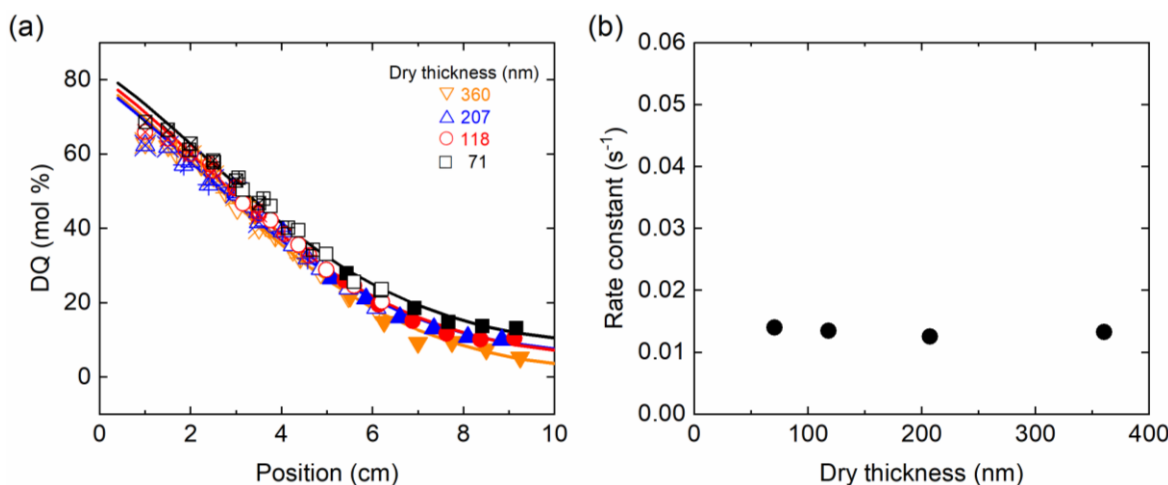 (a)
DQ (mol %)
80
60
40
20
0
0 2 4 6 8 10
Position (cm)
Dry thickness (nm)
360
207
118
71
(b)
Rate constant (s⁻¹)
0.06
0.05
0.04
0.03
0.02
0.01
0.00
0 100 200 300 400
Dry thickness (nm)